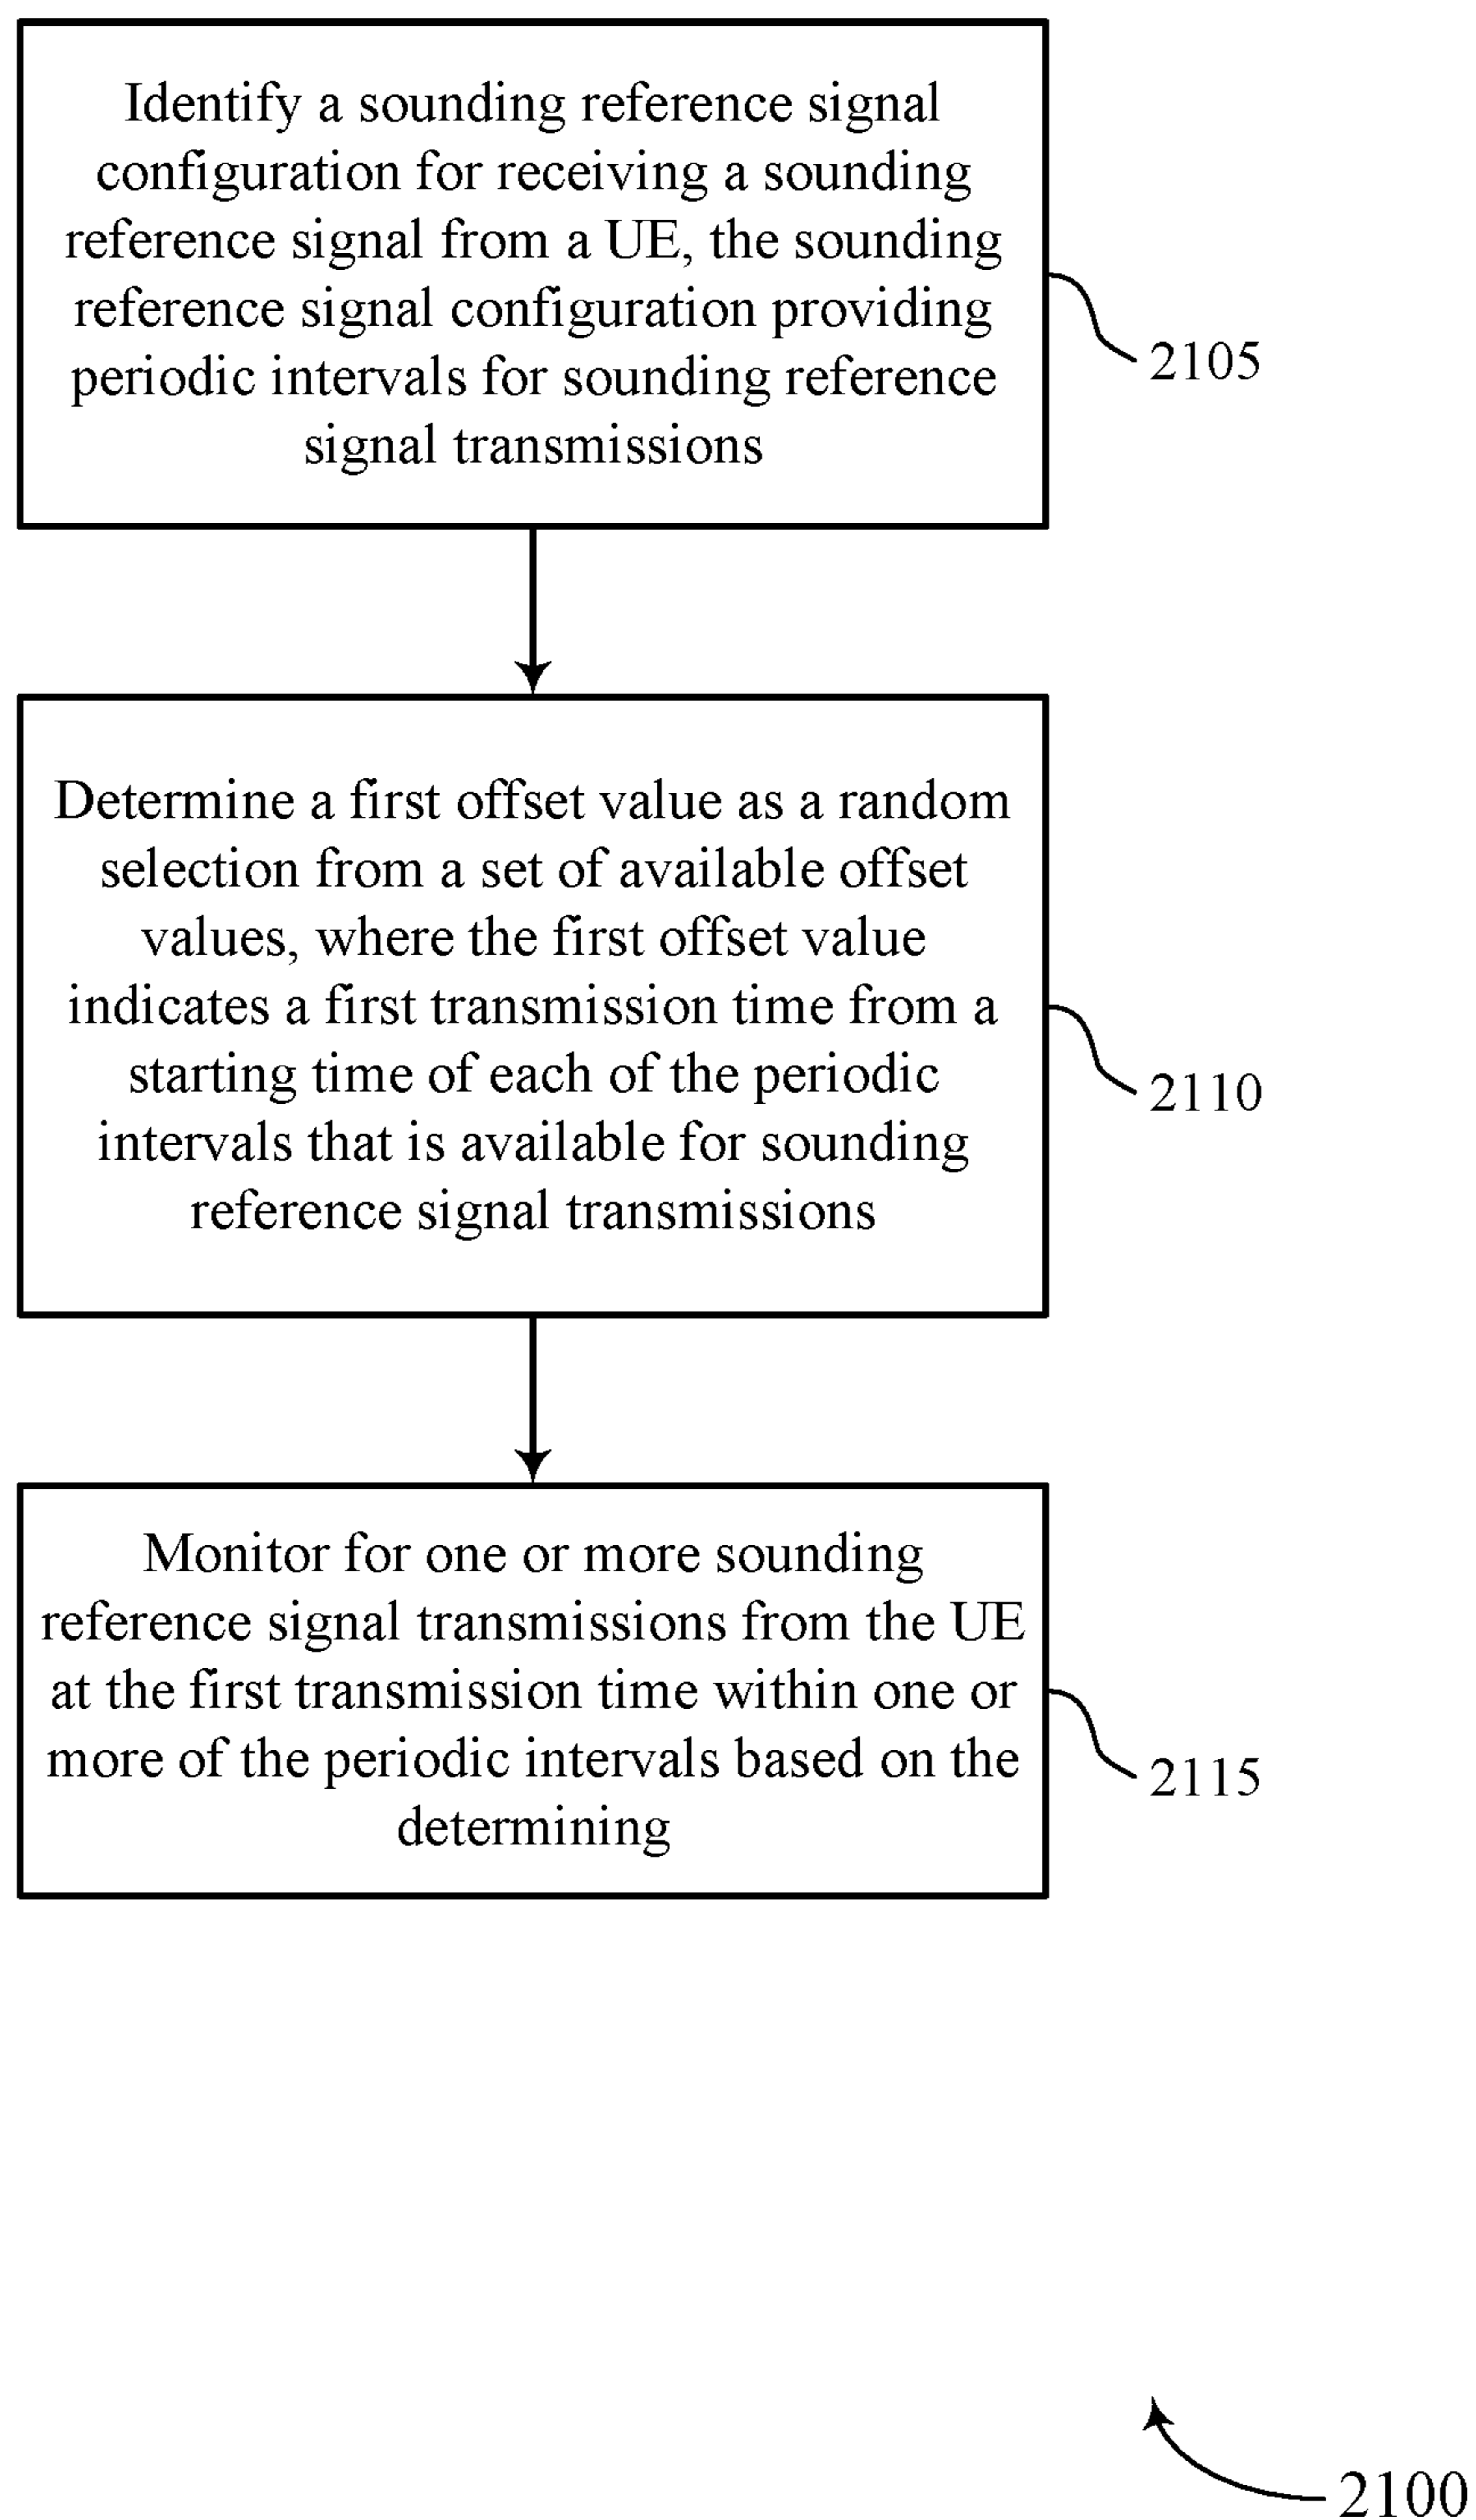 Identify a sounding reference signal
configuration for receiving a sounding
reference signal from a UE, the sounding
reference signal configuration providing
periodic intervals for sounding reference
signal transmissions
2105
Determine a first offset value as a random
selection from a set of available offset
values, where the first offset value
indicates a first transmission time from a
starting time of each of the periodic
intervals that is available for sounding
reference signal transmissions
2110
Monitor for one or more sounding
reference signal transmissions from the UE
at the first transmission time within one or
more of the periodic intervals based on the
determining
2115
2100